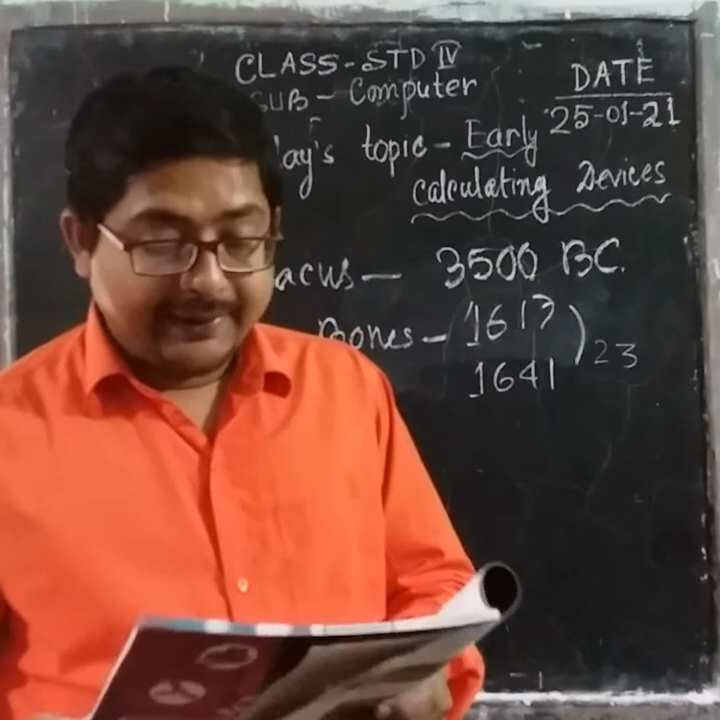 CLASS-STD IV
SUB - Computer
DATE
25-01-21
day's topic - Early
calculating Devices
acus - 3500 BC.
Bones - 1617
1641
23